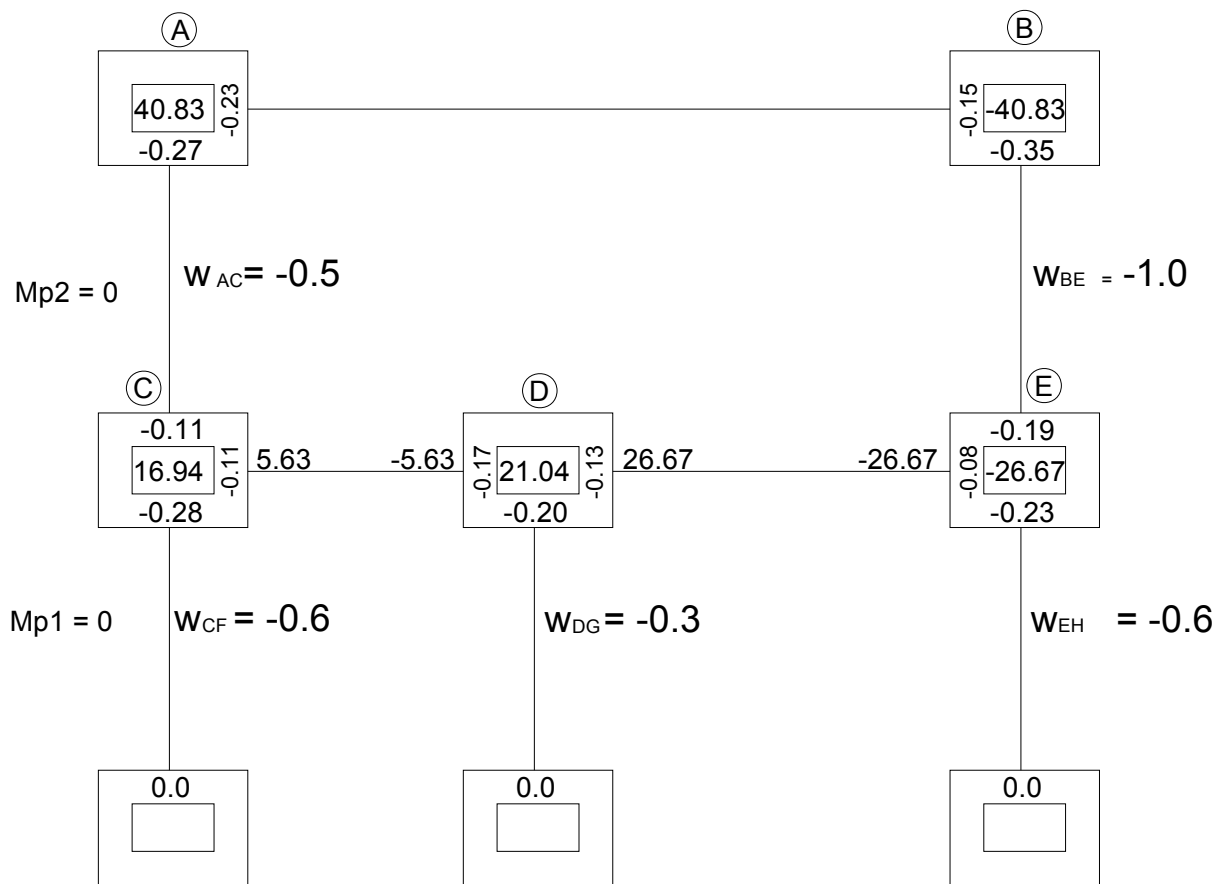 A
B
40.83
-0.23
-0.27
-0.15
-40.83
-0.35
Mp2 = 0
w AC = -0.5
wBE = -1.0
C
D
E
-0.11
16.94
-0.11
-0.28
5.63
-5.63
-0.17
21.04
-0.13
-0.20
26.67
-26.67
-0.19
-0.08
-26.67
-0.23
Mp1 = 0
wCF = -0.6
wDG = -0.3
wEH = -0.6
0.0
0.0
0.0